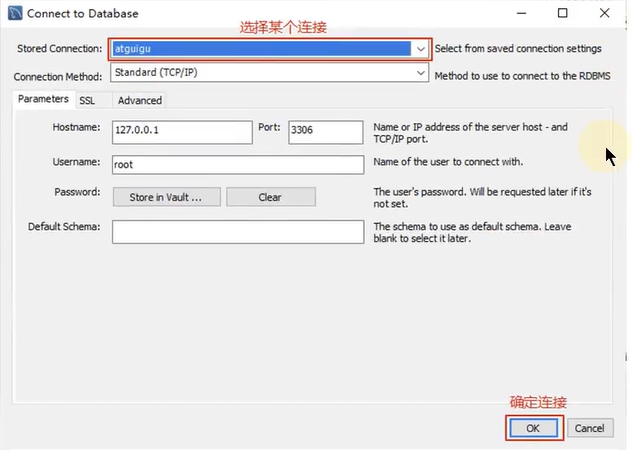 Connect to Database
选择某个连接
Stored Connection: atguigu Select from saved connection settings
Connection Method: Standard (TCP/IP) Method to use to connect to the RDBMS
Parameters SSL Advanced
Hostname: 127.0.0.1 Port: 3306 Name or IP address of the server host - and
TCP/IP port.
Username: root Name of the user to connect with.
Password: Store in Vault ... Clear The user's password. Will be requested later if it's
not set.
Default Schema: The schema to use as default schema. Leave
blank to select it later.
确定连接
OK Cancel